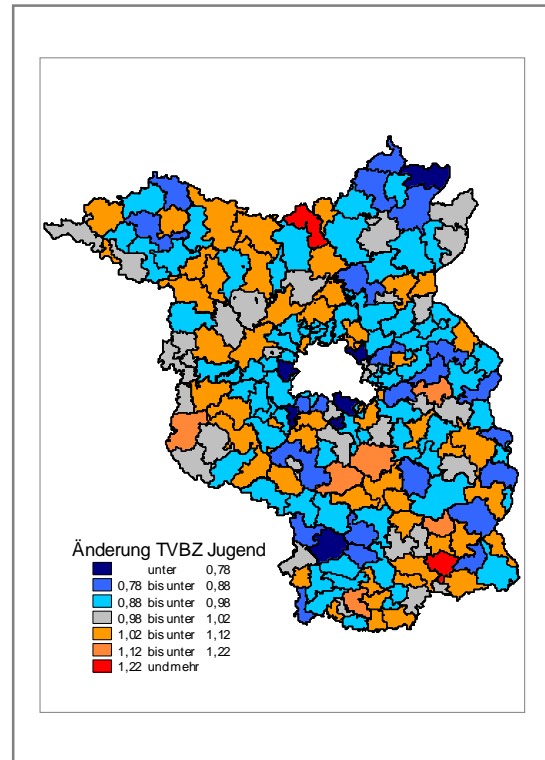 Änderung TVBZ Jugend
unter 0,78
0,78 bis unter 0,88
0,88 bis unter 0,98
0,98 bis unter 1,02
1,02 bis unter 1,12
1,12 bis unter 1,22
1,22 und mehr